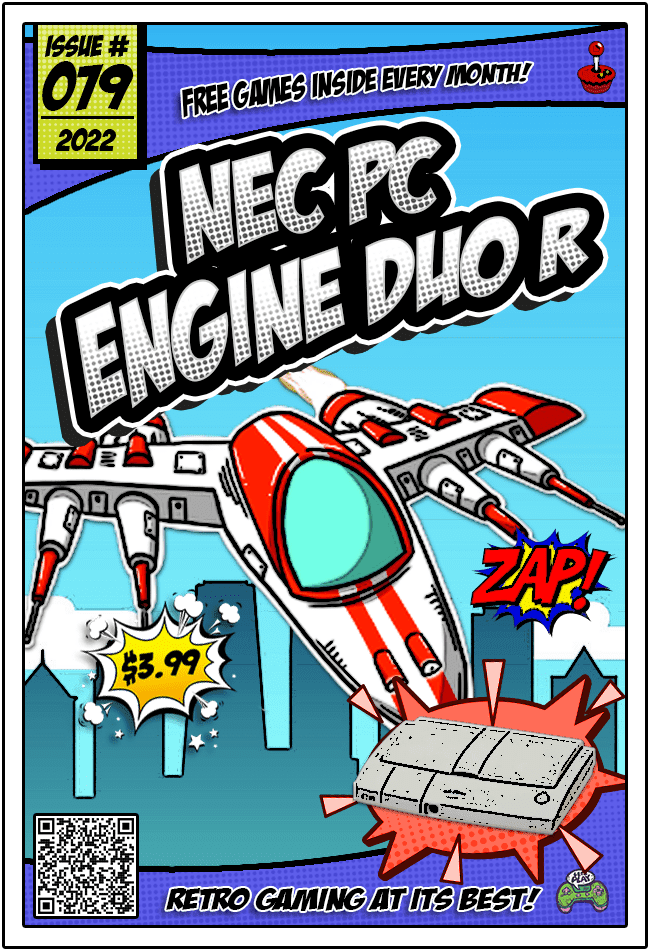 ISSUE #
079
2022
FREE GAMES INSIDE EVERY MONTH!
NEC PC
ENGINE DUO R
ZAP!
$3.99
RETRO GAMING AT ITS BEST!